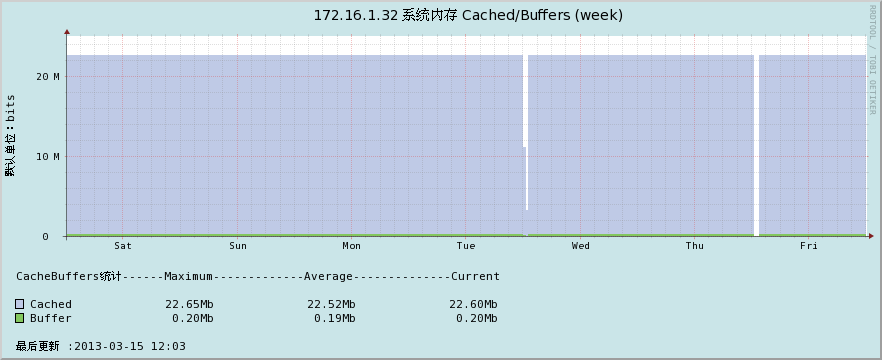 172.16.1.32 系统内存 Cached/Buffers (week)
RRDTOOL / TOBI OETIKER
默认单位：bits
20 M
10 M
0
Sat Sun Mon Tue Wed Thu Fri
CacheBuffers统计------Maximum-------------Average--------------Current
Cached 22.65Mb 22.52Mb 22.60Mb
Buffer 0.20Mb 0.19Mb 0.20Mb
最后更新 :2013-03-15 12:03